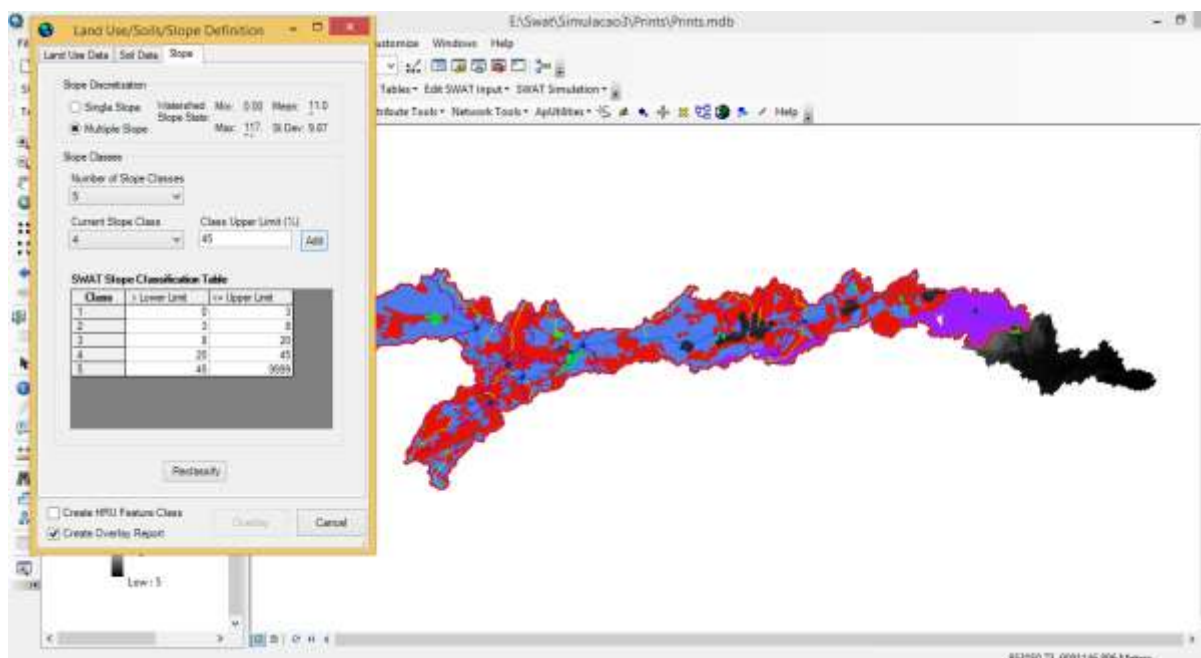 E:\Swat\Simulacao3\Prints\Prints.mdb
Land Use/Soils/Slope Definition
Customize Windows Help
Land Use Data Soil Data Slope
Slope Discretization
Single Slope Watershed Slope Stats: Min: 0.00 Mean: 11.0
Multiple Slope Max: 117. St.Dev: 9.07
Tables Edit SWAT Input SWAT Simulation
Tools Network Tools ApUtilities Help
Slope Classes
Number of Slope Classes
5
Current Slope Class Class Upper Limit (%)
4 45 Add
SWAT Slope Classification Table
Class > Lower Limit <= Upper Limit
1 0 3
2 3 8
3 8 20
4 20 45
5 45 9999
Reclassify
Create HRU Feature Class
Overlay Cancel
Create Overlay Report
Low : 5